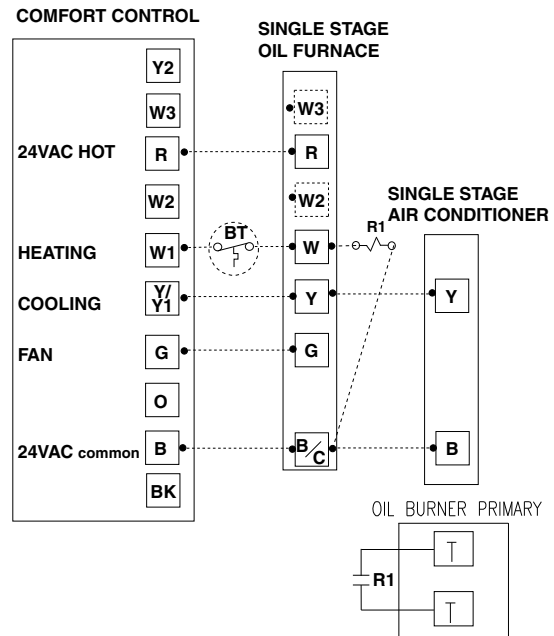 COMFORT CONTROL
SINGLE STAGE
OIL FURNACE
Y2
W3
W3
24VAC HOT
R
R
W2
W2
SINGLE STAGE
AIR CONDITIONER
HEATING
W1
BT
W
R1
COOLING
Y/
Y1
Y
Y
FAN
G
G
O
24VAC common
B
B/C
B
BK
OIL BURNER PRIMARY
T
R1
T